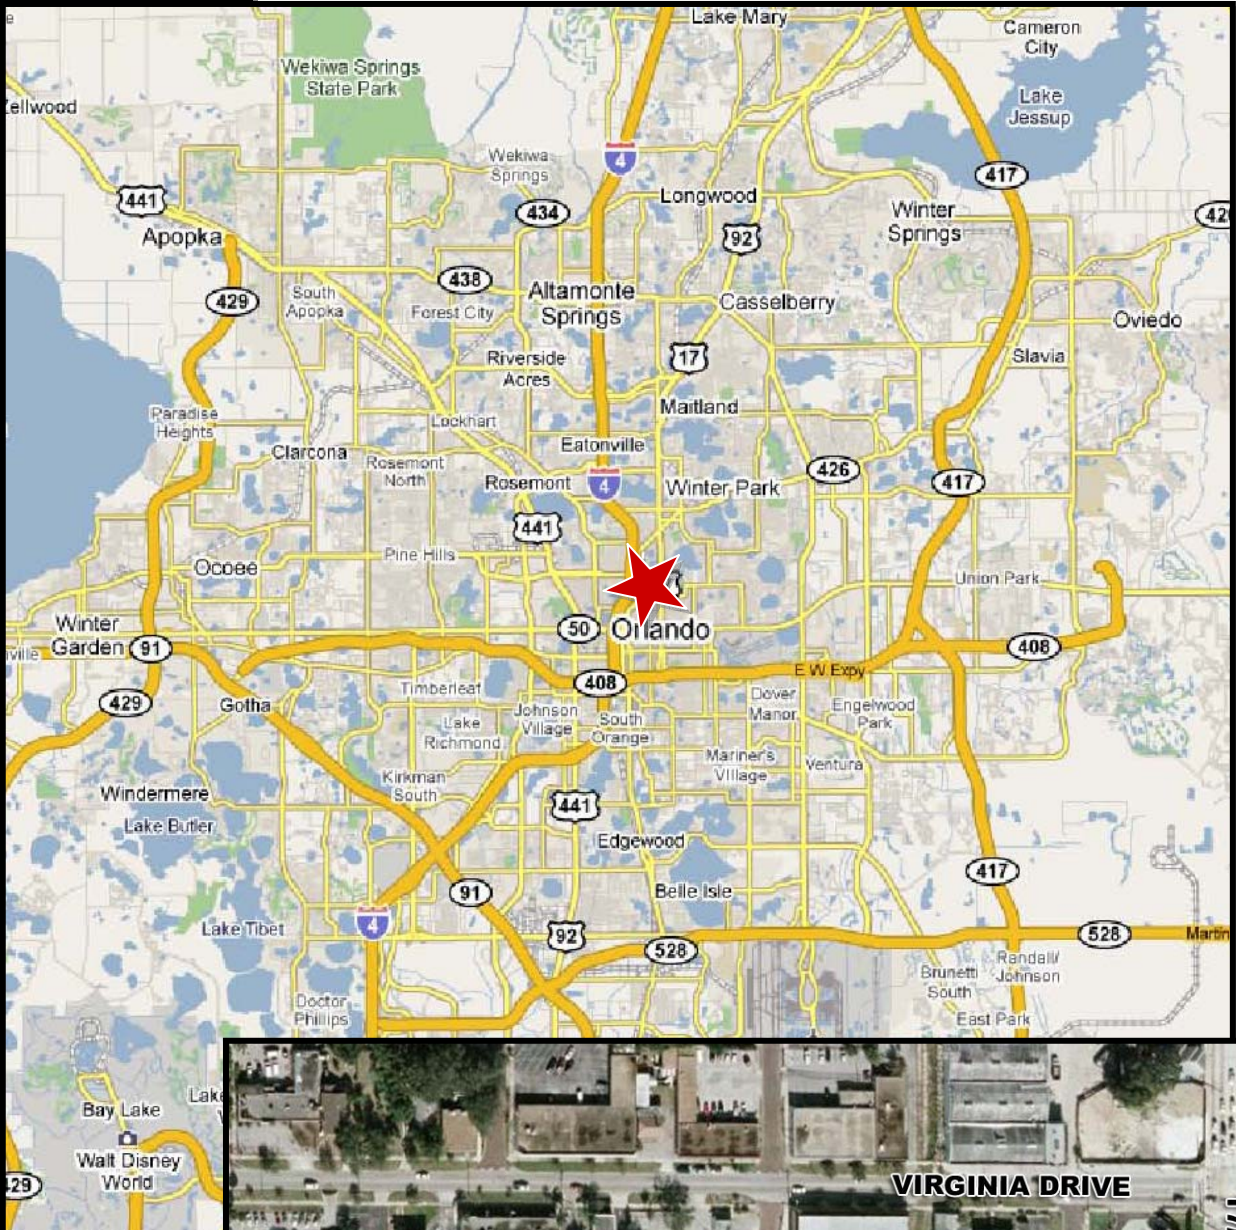 Lake Mary
Cameron
City
Wekiwa Springs
State Park
Lake
Jessup
Wekiwa
Springs
4
417
441
Longwood
434
Winter
Springs
Apopka
92
438
429
South
Apopka
Forest City
Altamonte
Springs
Casselberry
Oviedo
Riverside
Acres
17
Slavia
Paradise
Heights
Lockhart
Maitland
Clarcona
Rosemont
North
Eatonville
Rosemont
4
Winter Park
426
417
441
Pine Hills
Ocoee
Union Park
Winter
Garden
91
50
Orlando
408
408
E W Expy
429
Gotha
Timberleaf
Johnson
Village
South
Orange
Dover
Manor
Engelwood
Park
Lake
Richmond
Mariner's
Village
Ventura
Kirkman
South
Windermere
441
Lake Butler
Edgewood
417
91
Belle Isle
Lake Tibet
4
92
528
528
Brunetti
South
Randall/
Johnson
Doctor
Phillips
East Park
Bay Lake
Lake
Walt Disney
World
VIRGINIA DRIVE